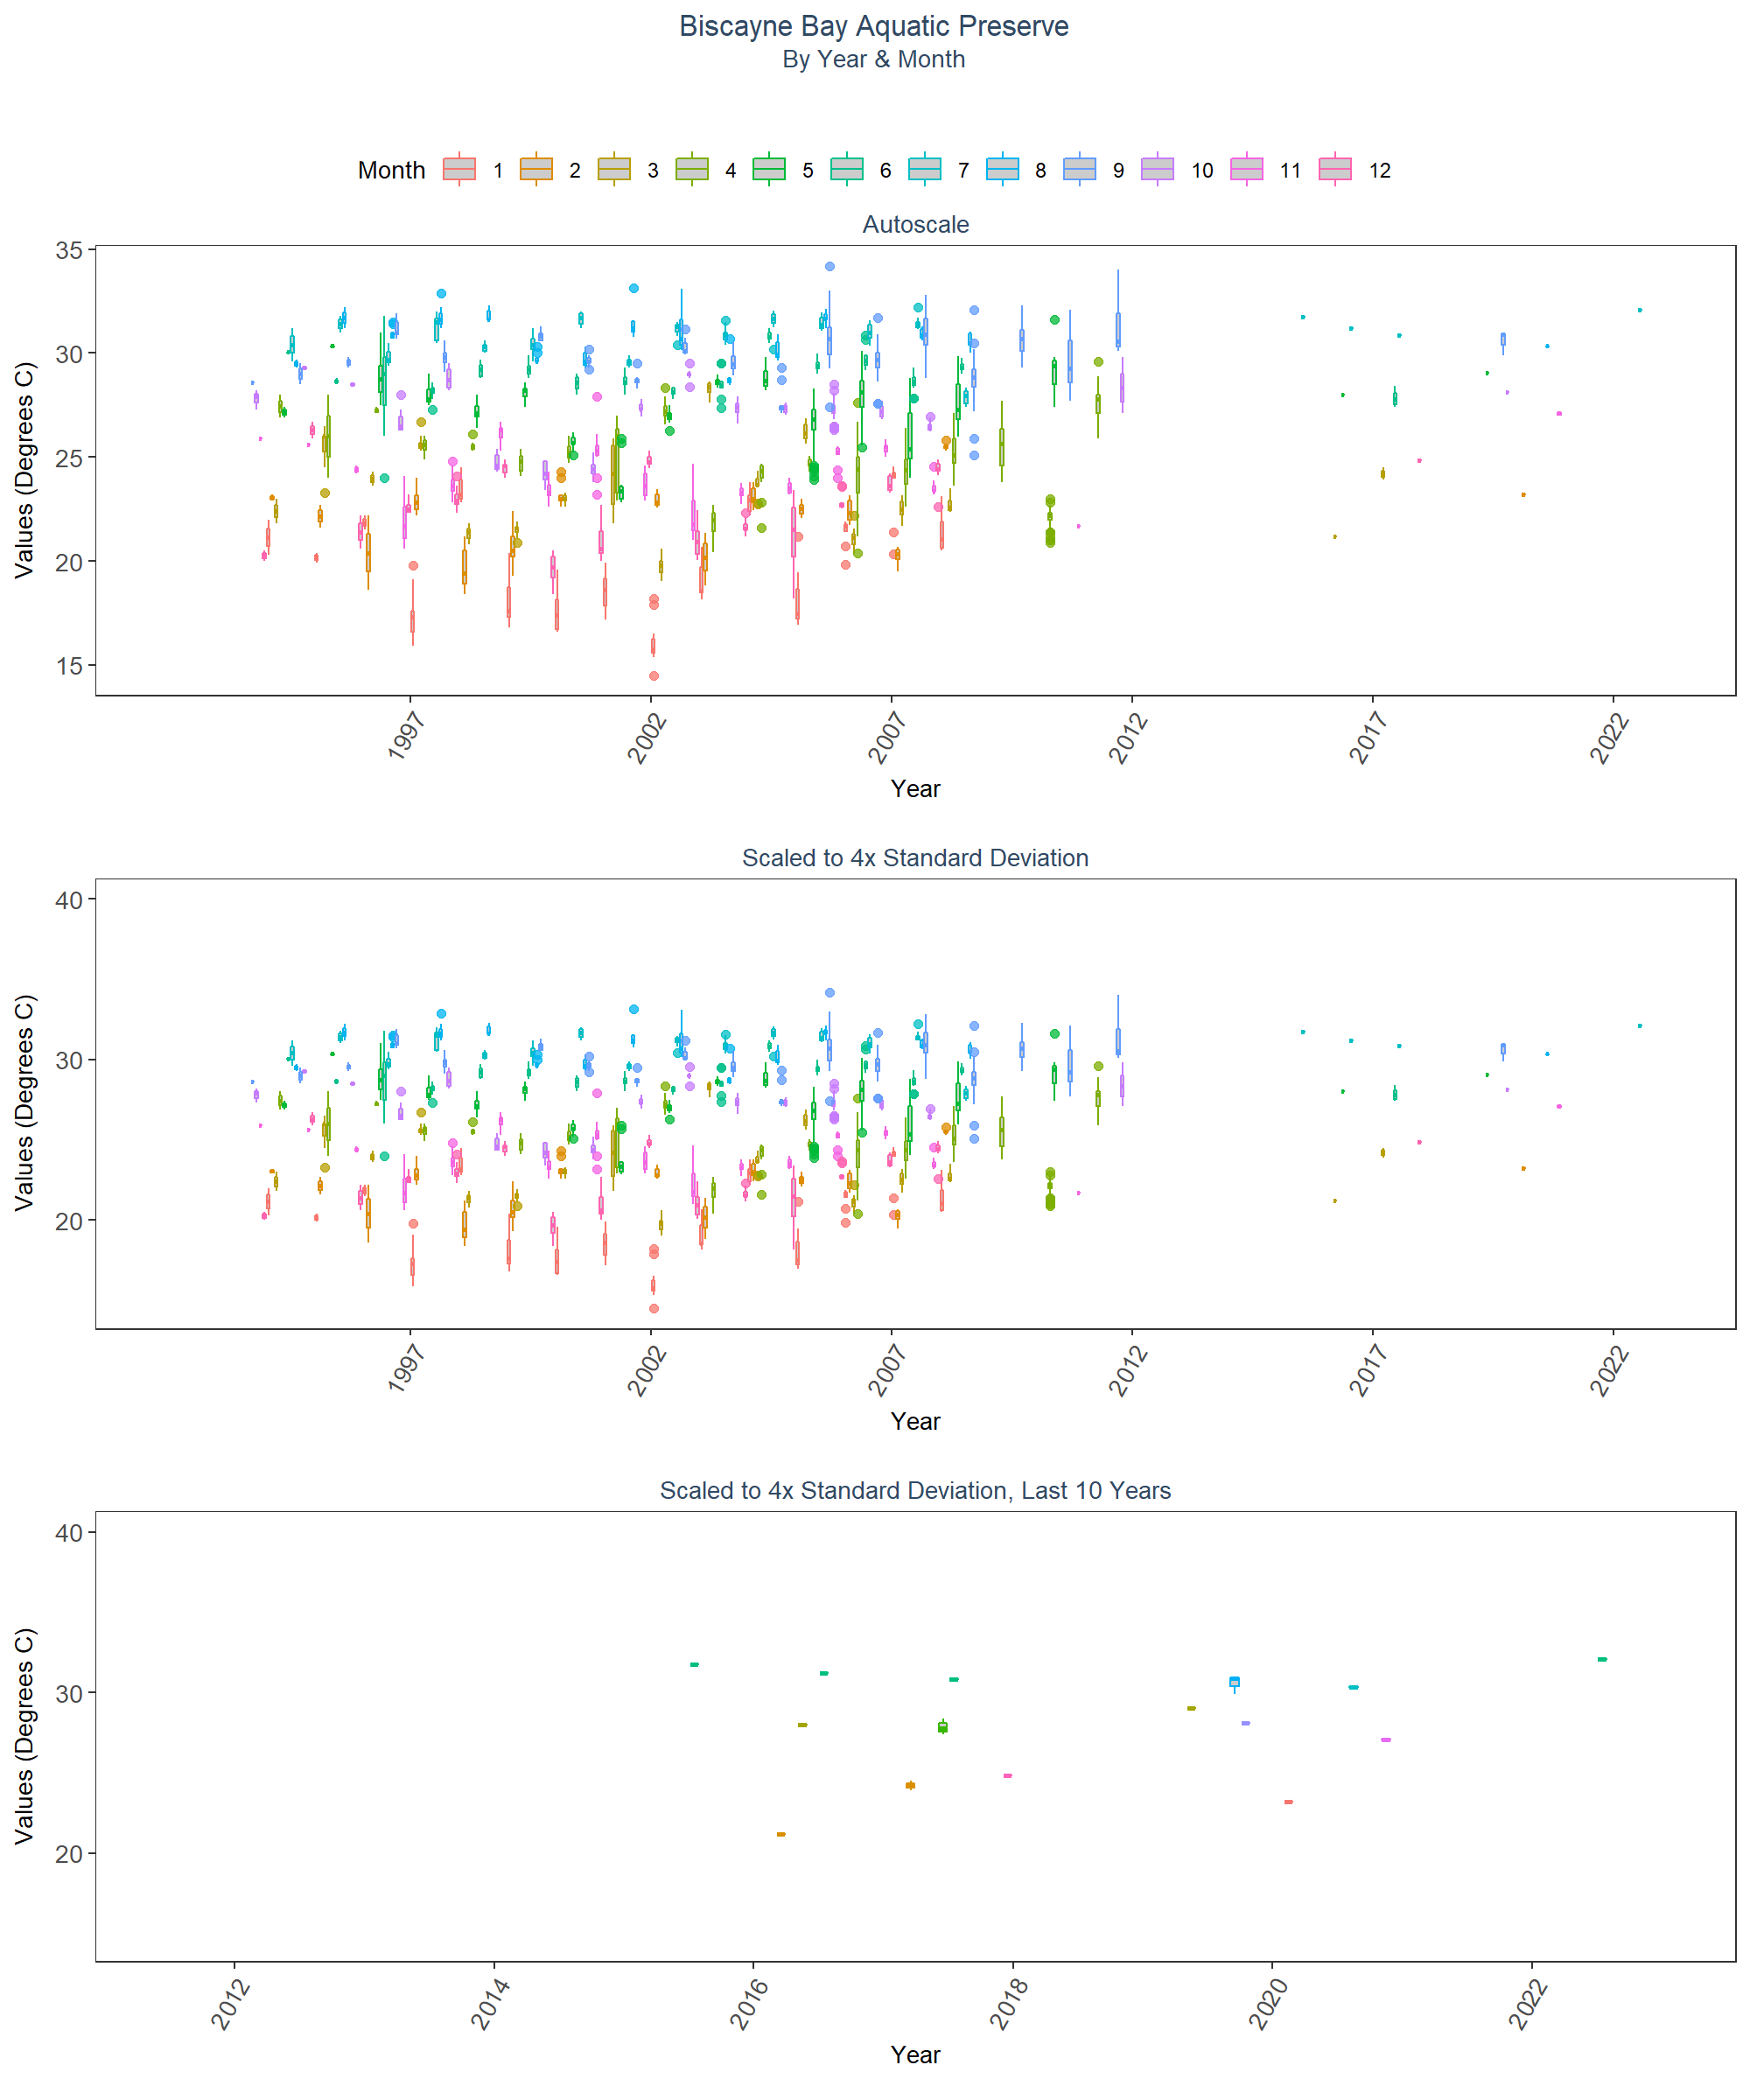 Biscayne Bay Aquatic Preserve
By Year & Month
Month 1 2 3 4 5 6 7 8 9 10 11 12
Autoscale
Values (Degrees C)
35
30
25
20
15
1997 2002 2007 2012 2017 2022
Year
Scaled to 4x Standard Deviation
Values (Degrees C)
40
30
20
1997 2002 2007 2012 2017 2022
Year
Scaled to 4x Standard Deviation, Last 10 Years
Values (Degrees C)
40
30
20
2012 2014 2016 2018 2020 2022
Year